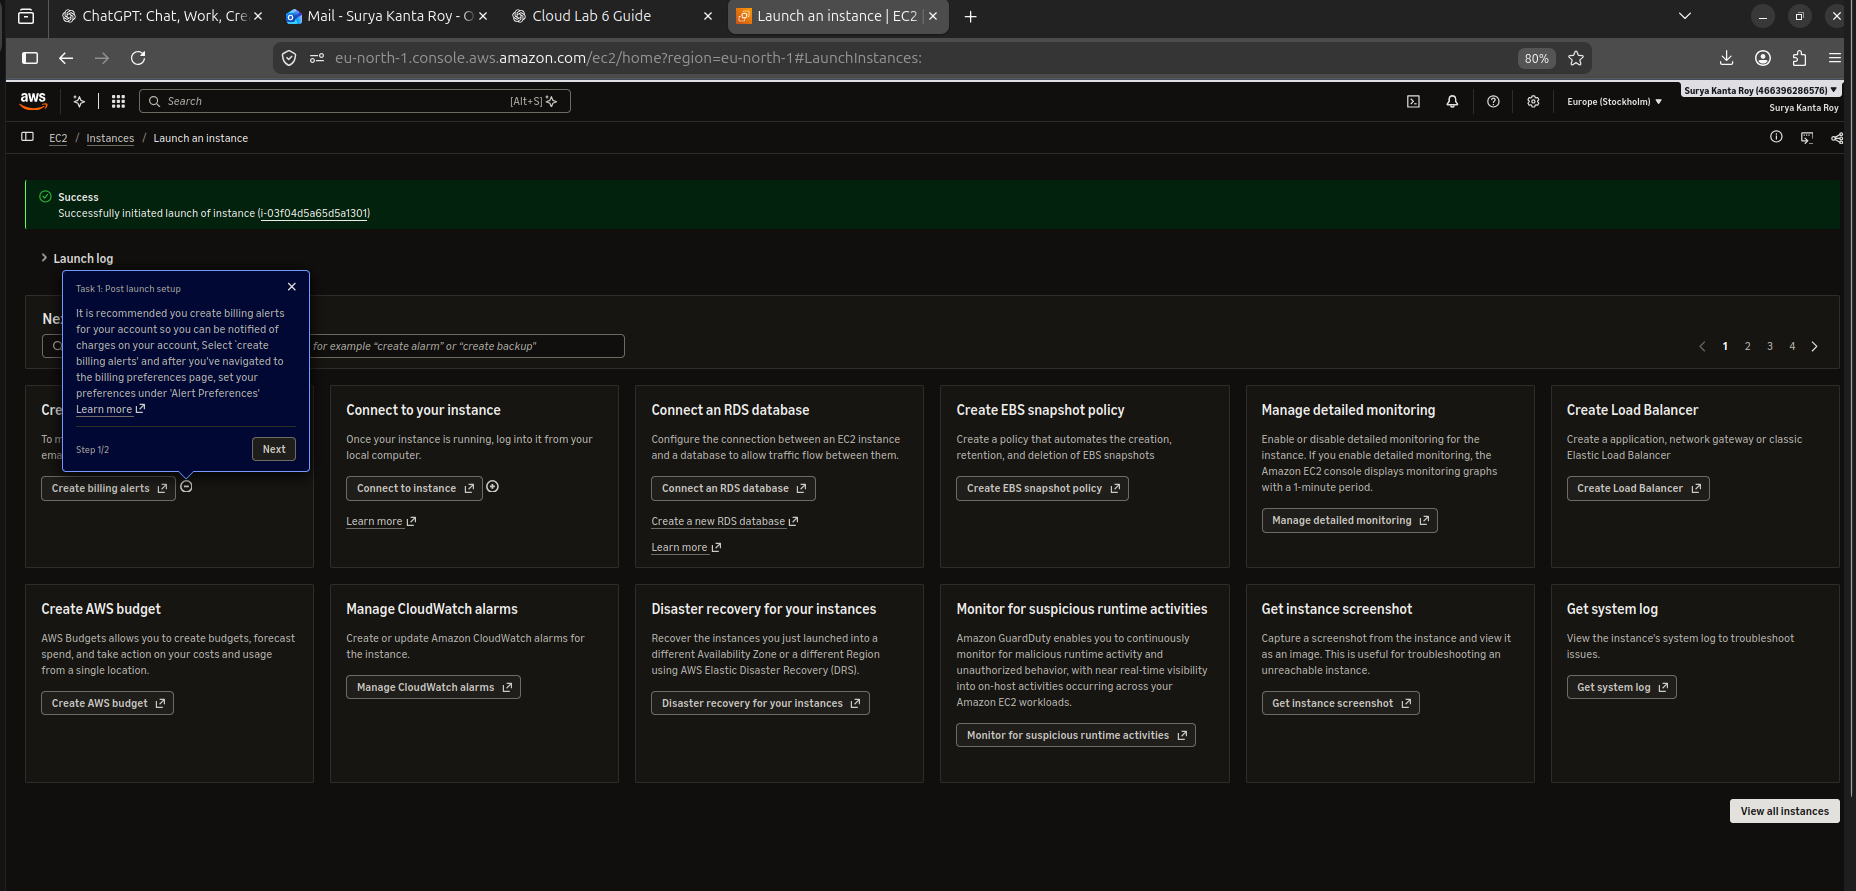 ChatGPT: Chat, Work, Cre
Mail - Surya Kanta Roy - O
Cloud Lab 6 Guide
Launch an instance | EC2
eu-north-1.console.aws.amazon.com/ec2/home?region=eu-north-1#LaunchInstances:
80%
aws
Search
[Alt+S]
Europe (Stockholm)
Surya Kanta Roy (466396286576)
Surya Kanta Roy
EC2 / Instances / Launch an instance
Success
Successfully initiated launch of instance (i-03f04d5a65d5a1301)
Launch log
Task 1: Post launch setup
It is recommended you create billing alerts
for your account so you can be notified of
charges on your account, Select `create
billing alerts' and after you've navigated to
the billing preferences page, set your
preferences under 'Alert Preferences'
Learn more
Step 1/2
Next
for example "create alarm" or "create backup"
1 2 3 4
Create billing alerts
Connect to your instance
Once your instance is running, log into it from your
local computer.
Connect to instance
Learn more
Connect an RDS database
Configure the connection between an EC2 instance
and a database to allow traffic flow between them.
Connect an RDS database
Create a new RDS database
Learn more
Create EBS snapshot policy
Create a policy that automates the creation,
retention, and deletion of EBS snapshots
Create EBS snapshot policy
Manage detailed monitoring
Enable or disable detailed monitoring for the
instance. If you enable detailed monitoring, the
Amazon EC2 console displays monitoring graphs
with a 1-minute period.
Manage detailed monitoring
Create Load Balancer
Create a application, network gateway or classic
Elastic Load Balancer
Create Load Balancer
Create AWS budget
AWS Budgets allows you to create budgets, forecast
spend, and take action on your costs and usage
from a single location.
Create AWS budget
Manage CloudWatch alarms
Create or update Amazon CloudWatch alarms for
the instance.
Manage CloudWatch alarms
Disaster recovery for your instances
Recover the instances you just launched into a
different Availability Zone or a different Region
using AWS Elastic Disaster Recovery (DRS).
Disaster recovery for your instances
Monitor for suspicious runtime activities
Amazon GuardDuty enables you to continuously
monitor for malicious runtime activity and
unauthorized behavior, with near real-time visibility
into on-host activities occurring across your
Amazon EC2 workloads.
Monitor for suspicious runtime activities
Get instance screenshot
Capture a screenshot from the instance and view it
as an image. This is useful for troubleshooting an
unreachable instance.
Get instance screenshot
Get system log
View the instance's system log to troubleshoot
issues.
Get system log
View all instances